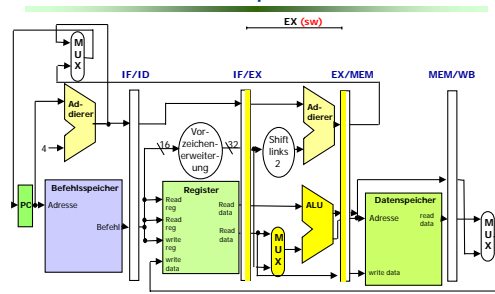 EX (sw)
M
U
X
IF/ID
IF/EX
EX/MEM
MEM/WB
Ad-
dierer
4
16
Vor-
zeichen-
erweiter-
ung
32
Shift
links
2
Ad-
dierer
PC
Befehlsspeicher
Adresse
Befehl
Register
Read
reg
Read
reg
write
reg
write
data
Read
data
Read
data
M
U
X
ALU
Datenspeicher
Adresse
read
data
write data
M
U
X